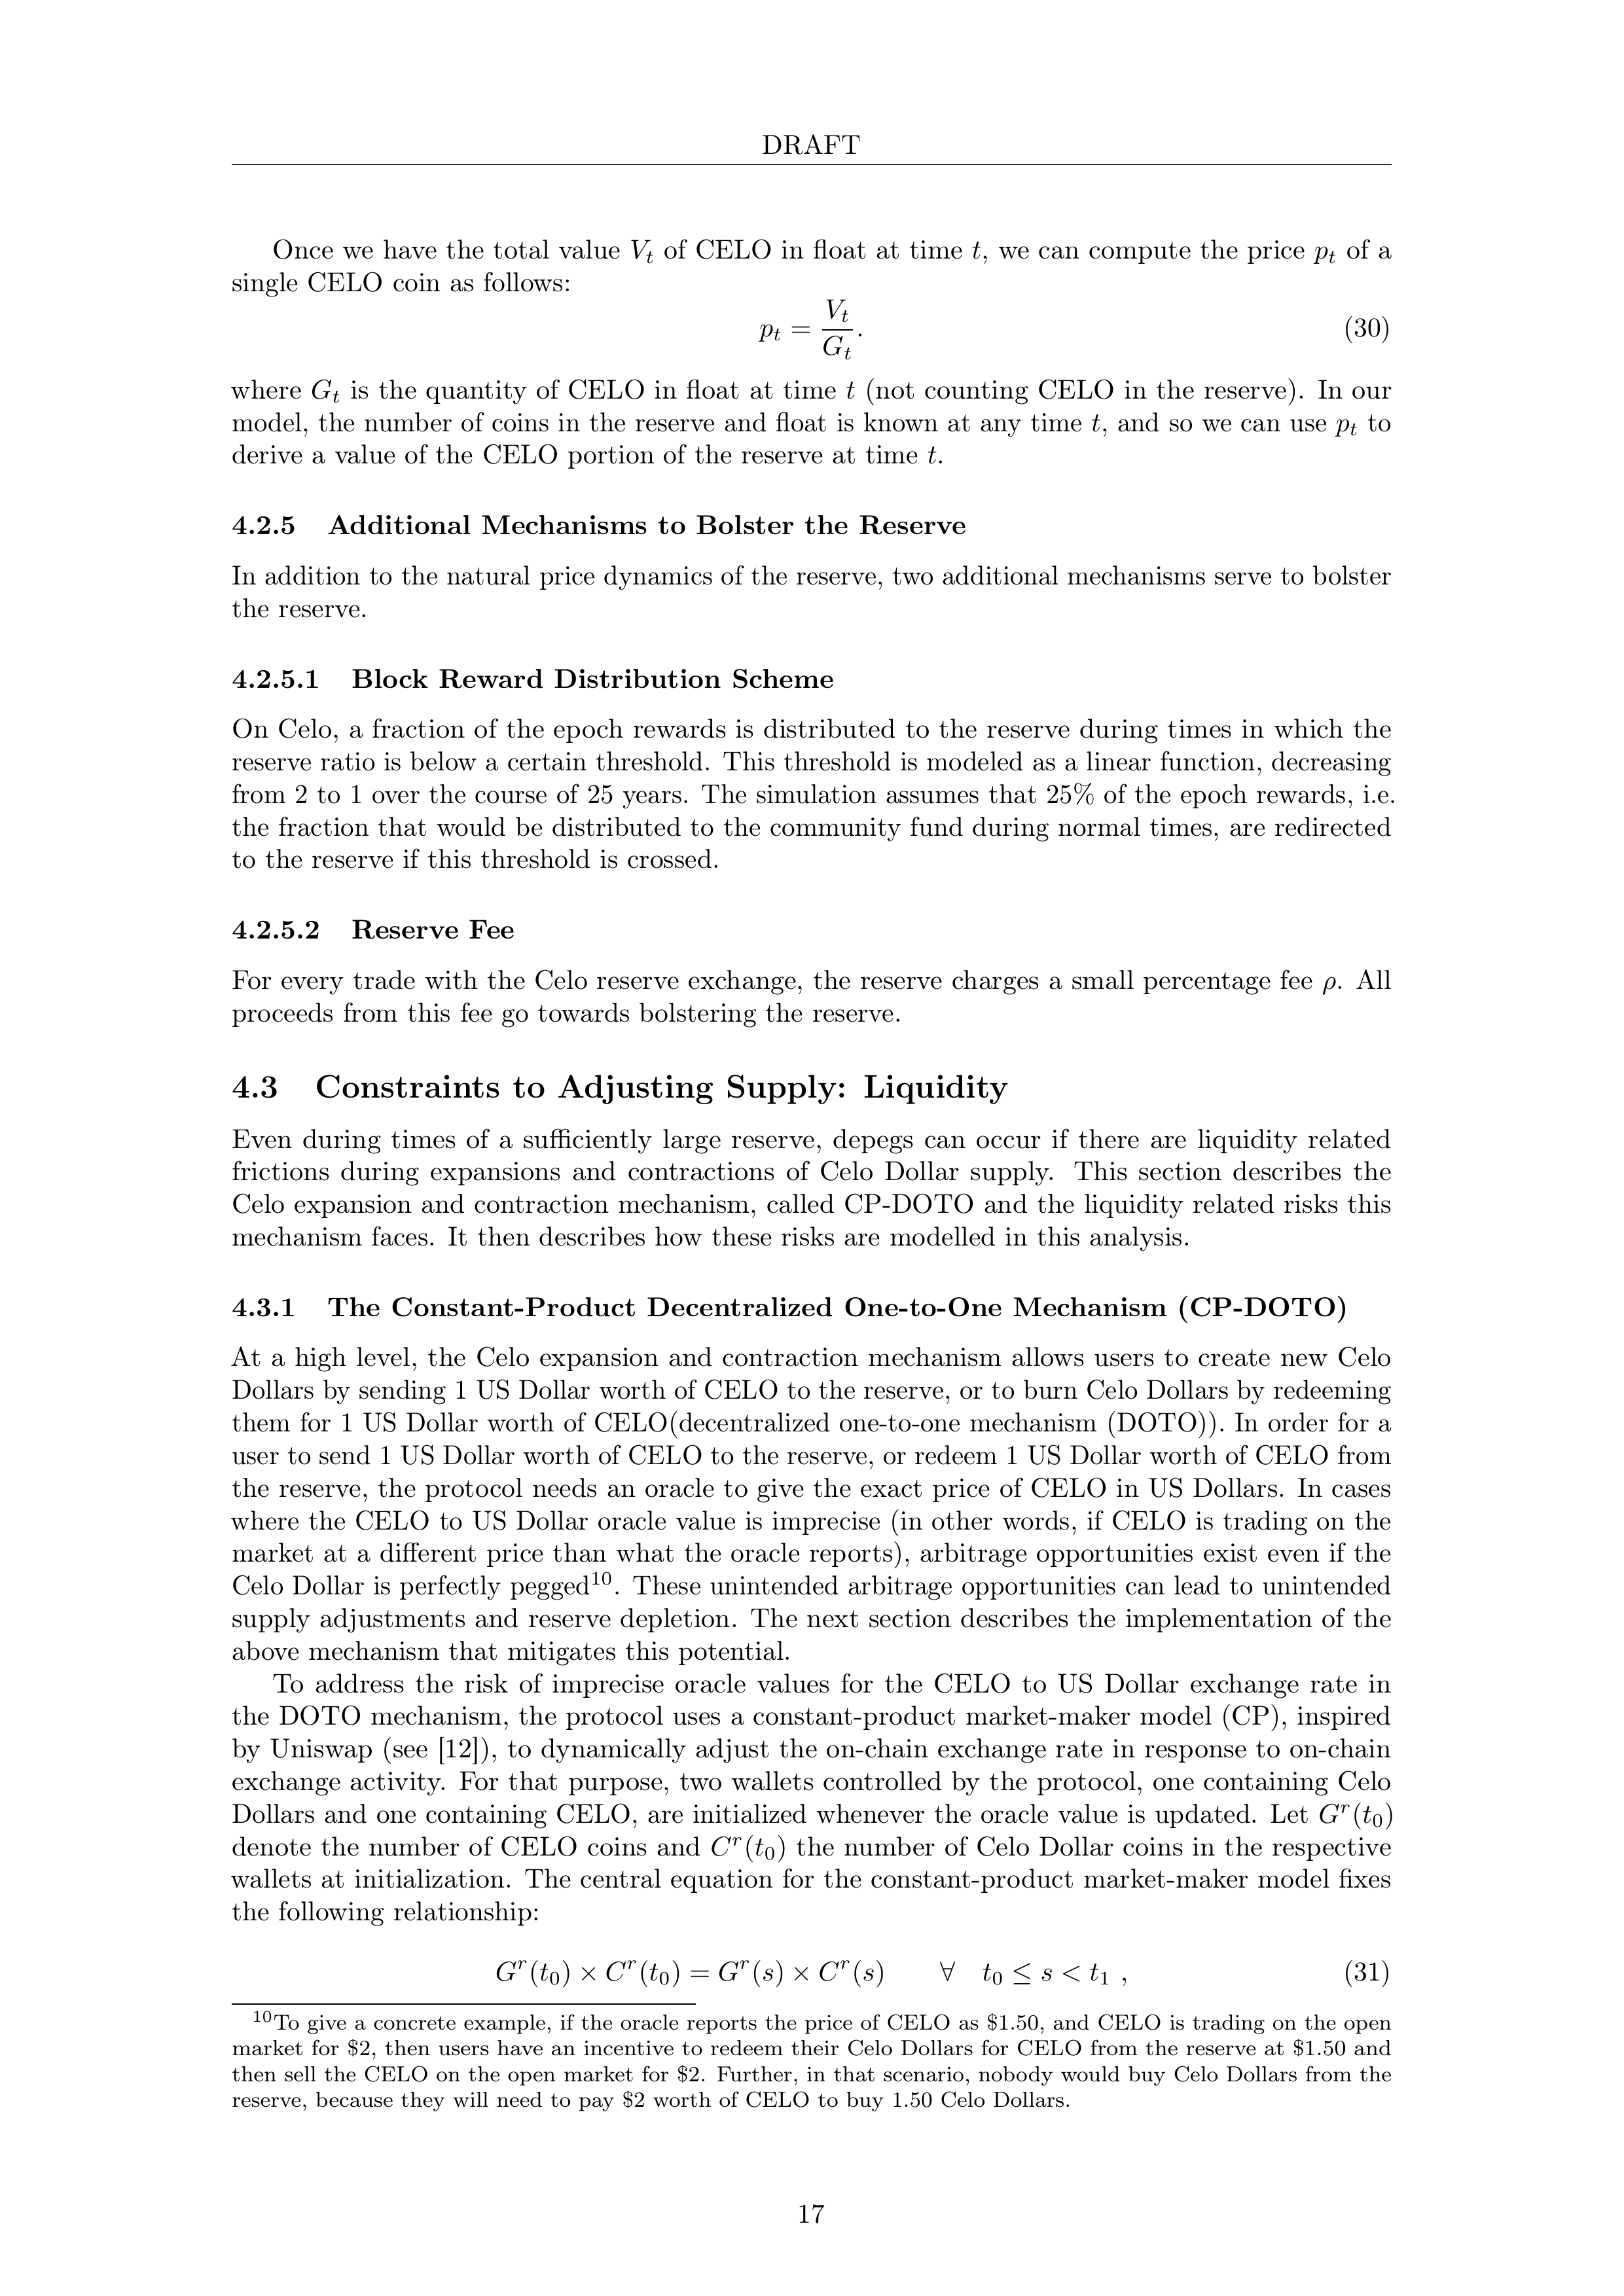 DRAFT
Once we have the total value Vₜ of CELO in float at time t, we can compute the price pₜ of a
single CELO coin as follows:
pₜ = Vₜ / Gₜ. (30)
where Gₜ is the quantity of CELO in float at time t (not counting CELO in the reserve). In our
model, the number of coins in the reserve and float is known at any time t, and so we can use pₜ to
derive a value of the CELO portion of the reserve at time t.
4.2.5 Additional Mechanisms to Bolster the Reserve
In addition to the natural price dynamics of the reserve, two additional mechanisms serve to bolster
the reserve.
4.2.5.1 Block Reward Distribution Scheme
On Celo, a fraction of the epoch rewards is distributed to the reserve during times in which the
reserve ratio is below a certain threshold. This threshold is modeled as a linear function, decreasing
from 2 to 1 over the course of 25 years. The simulation assumes that 25% of the epoch rewards, i.e.
the fraction that would be distributed to the community fund during normal times, are redirected
to the reserve if this threshold is crossed.
4.2.5.2 Reserve Fee
For every trade with the Celo reserve exchange, the reserve charges a small percentage fee ρ. All
proceeds from this fee go towards bolstering the reserve.
4.3 Constraints to Adjusting Supply: Liquidity
Even during times of a sufficiently large reserve, depegs can occur if there are liquidity related
frictions during expansions and contractions of Celo Dollar supply. This section describes the
Celo expansion and contraction mechanism, called CP-DOTO and the liquidity related risks this
mechanism faces. It then describes how these risks are modelled in this analysis.
4.3.1 The Constant-Product Decentralized One-to-One Mechanism (CP-DOTO)
At a high level, the Celo expansion and contraction mechanism allows users to create new Celo
Dollars by sending 1 US Dollar worth of CELO to the reserve, or to burn Celo Dollars by redeeming
them for 1 US Dollar worth of CELO(decentralized one-to-one mechanism (DOTO)). In order for a
user to send 1 US Dollar worth of CELO to the reserve, or redeem 1 US Dollar worth of CELO from
the reserve, the protocol needs an oracle to give the exact price of CELO in US Dollars. In cases
where the CELO to US Dollar oracle value is imprecise (in other words, if CELO is trading on the
market at a different price than what the oracle reports), arbitrage opportunities exist even if the
Celo Dollar is perfectly pegged¹⁰. These unintended arbitrage opportunities can lead to unintended
supply adjustments and reserve depletion. The next section describes the implementation of the
above mechanism that mitigates this potential.
To address the risk of imprecise oracle values for the CELO to US Dollar exchange rate in
the DOTO mechanism, the protocol uses a constant-product market-maker model (CP), inspired
by Uniswap (see [12]), to dynamically adjust the on-chain exchange rate in response to on-chain
exchange activity. For that purpose, two wallets controlled by the protocol, one containing Celo
Dollars and one containing CELO, are initialized whenever the oracle value is updated. Let Gʳ(t₀)
denote the number of CELO coins and Cʳ(t₀) the number of Celo Dollar coins in the respective
wallets at initialization. The central equation for the constant-product market-maker model fixes
the following relationship:
Gʳ(t₀) × Cʳ(t₀) = Gʳ(s) × Cʳ(s) ∀ t₀ ≤ s < t₁ , (31)
¹⁰To give a concrete example, if the oracle reports the price of CELO as $1.50, and CELO is trading on the open
market for $2, then users have an incentive to redeem their Celo Dollars for CELO from the reserve at $1.50 and
then sell the CELO on the open market for $2. Further, in that scenario, nobody would buy Celo Dollars from the
reserve, because they will need to pay $2 worth of CELO to buy 1.50 Celo Dollars.
17